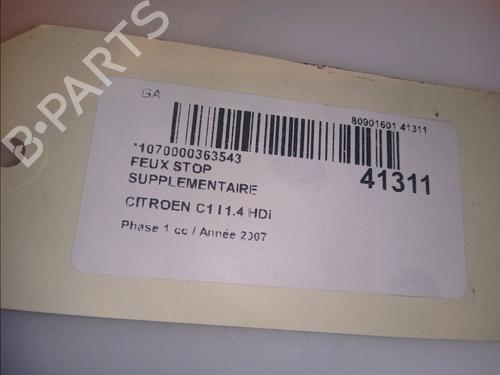 B-PARTS
GA
80901601 41311
*1070000363543
41311
FEUX STOP
SUPPLEMENTAIRE
CITROEN C1 I 1.4 HDi
Phase 1 cc / Année 2007